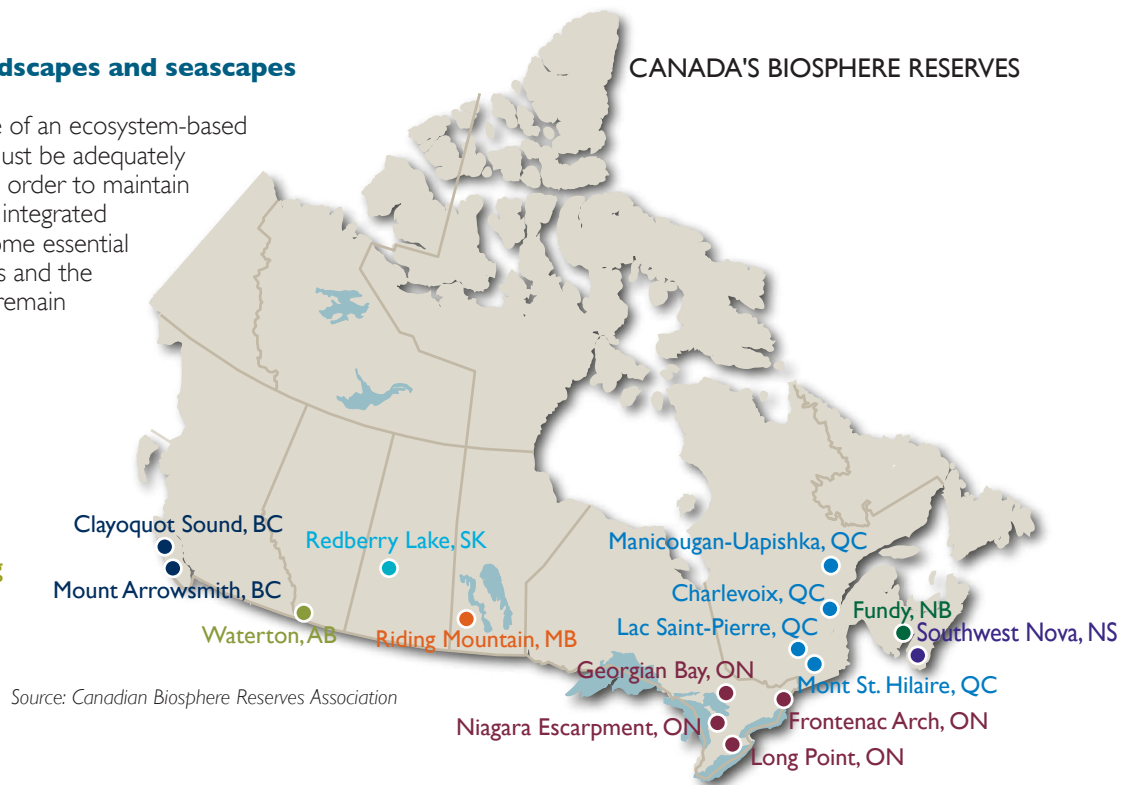 dscapes and seascapes
e of an ecosystem-based
ust be adequately
order to maintain
integrated
ome essential
s and the
remain
CANADA'S BIOSPHERE RESERVES
Clayoquot Sound, BC
Mount Arrowsmith, BC
g
Waterton, AB
Redberry Lake, SK
Riding Mountain, MB
Manicougan-Uapishka, QC
Charlevoix, QC
Lac Saint-Pierre, QC
Mont St. Hilaire, QC
Fundy, NB
Southwest Nova, NS
Georgian Bay, ON
Niagara Escarpment, ON
Frontenac Arch, ON
Long Point, ON
Source: Canadian Biosphere Reserves Association